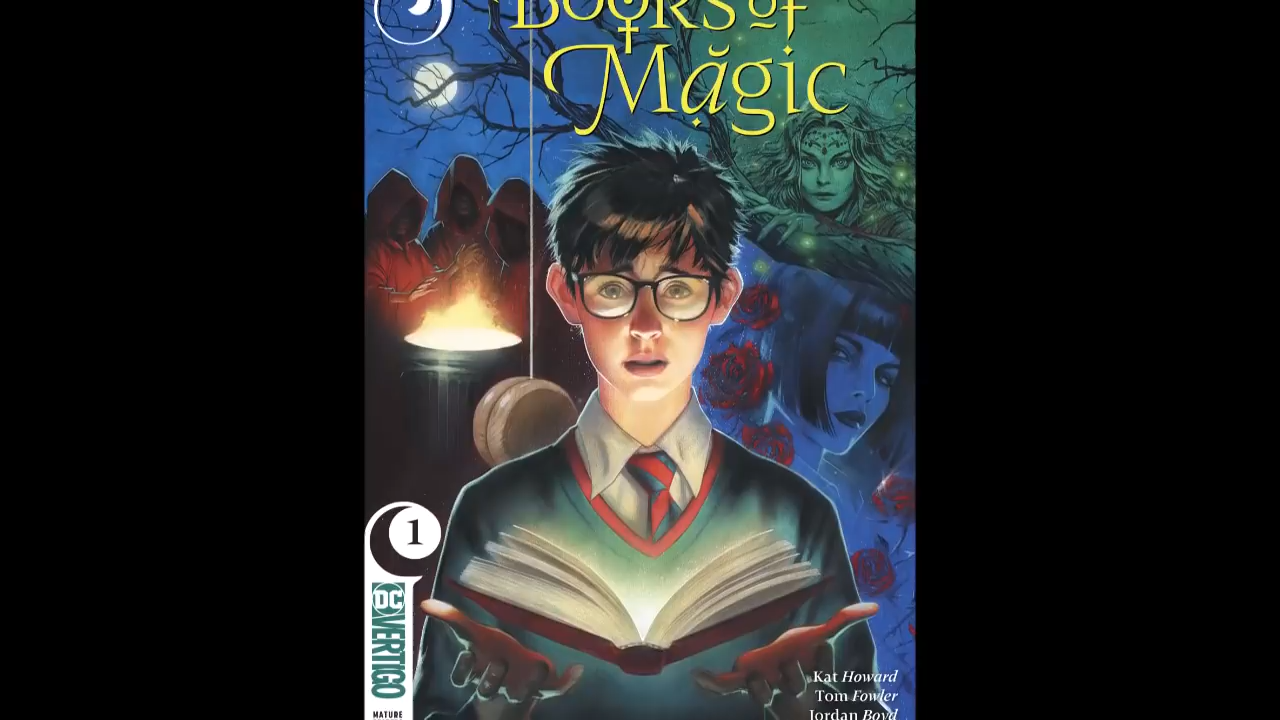 Books of
Magic
1
DC
VERTIGO
Kat Howard
Tom Fowler
Jordan Boyd
MATURE